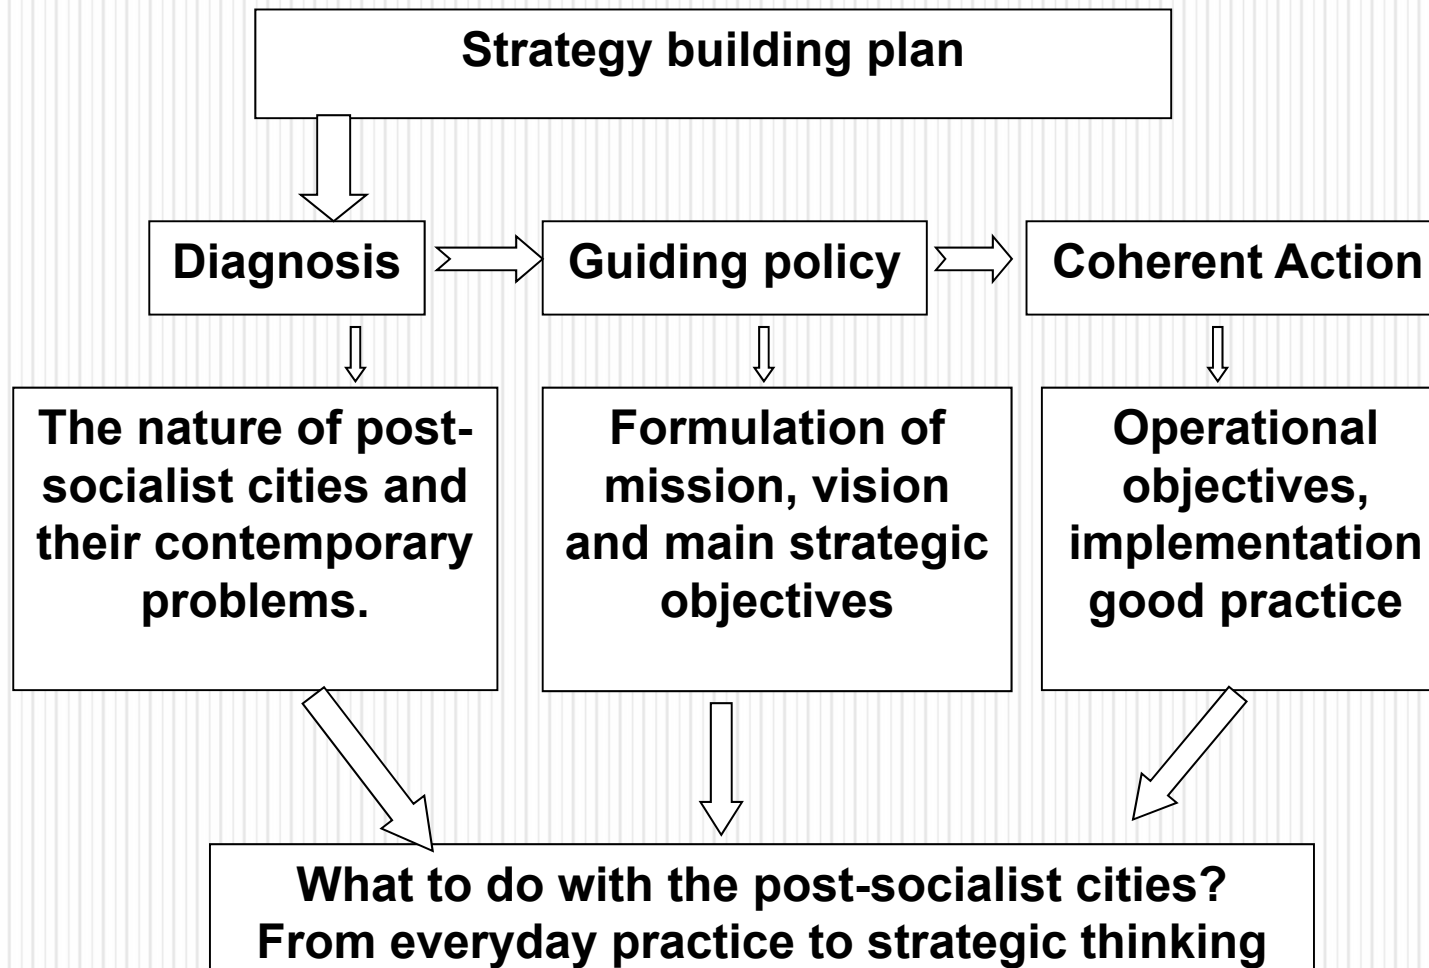 Strategy building plan
Diagnosis
Guiding policy
Coherent Action
The nature of post-
socialist cities and
their contemporary
problems.
Formulation of
mission, vision
and main strategic
objectives
Operational
objectives,
implementation
good practice
What to do with the post-socialist cities?
From everyday practice to strategic thinking